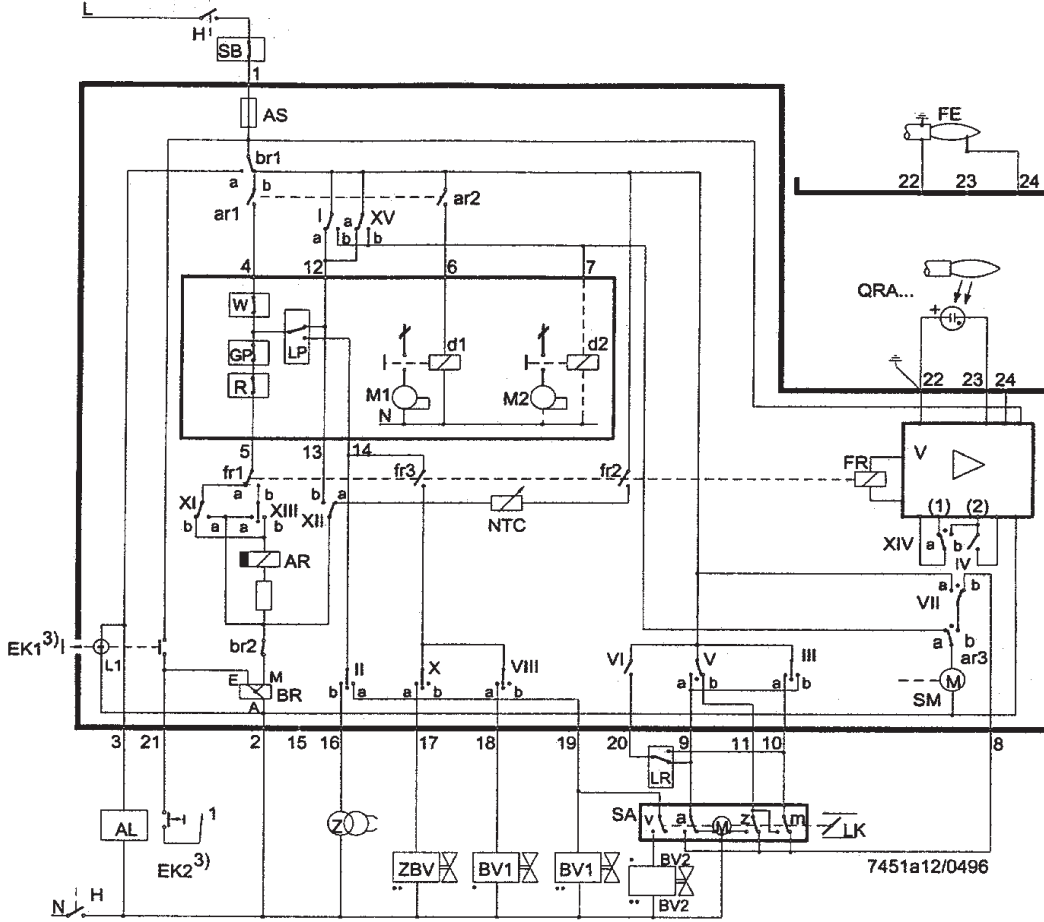 L
H
SB
1
AS
FE
22 23 24
br1
a b
ar1 ar2
I a XV
a b b
4 12 6 7
QRA...
+
W
GP LP
R
d1 d2
M1 M2
N
22 23 24
5 13 14
fr1 fr3 fr2 FR V
a b b a
XI XIII XII
b a a b
NTC
(1) (2)
XIV a b IV
AR
a b
VII
br2
EK1 3) L1
a b
ar3
E M
BR
A
II X VIII VI V III
b a a b a b a b a b
M
SM
3 21 2 15 16 17 18 19 20 9 11 10 8
LR
AL
1
EK2 3)
Z
SA v a M z m LK
ZBV BV1 BV1 BV2
BV2
7451a12/0496
N H